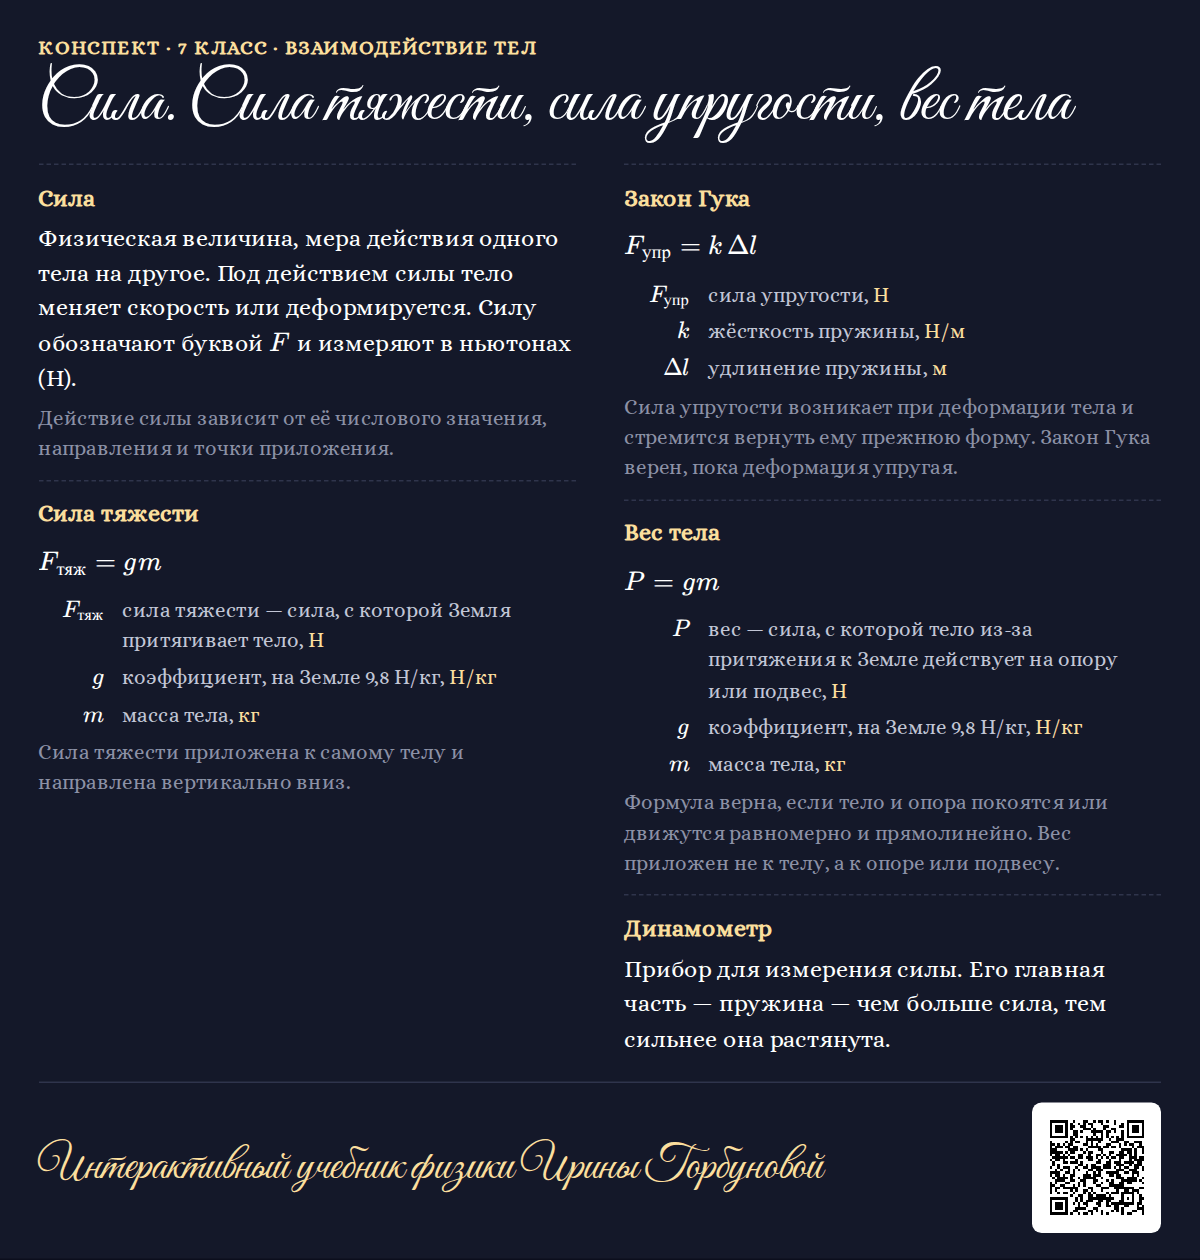 КОНСПЕКТ · 7 КЛАСС · ВЗАИМОДЕЙСТВИЕ ТЕЛ
Сила. Сила тяжести, сила упругости, вес тела
Сила
Физическая величина, мера действия одного
тела на другое. Под действием силы тело
меняет скорость или деформируется. Силу
обозначают буквой F и измеряют в ньютонах
(Н).
Действие силы зависит от её числового значения,
направления и точки приложения.
Сила тяжести
Fтяж = gm
Fтяж сила тяжести — сила, с которой Земля
притягивает тело, Н
g коэффициент, на Земле 9,8 Н/кг, Н/кг
m масса тела, кг
Сила тяжести приложена к самому телу и
направлена вертикально вниз.
Закон Гука
Fупр = k Δl
Fупр сила упругости, Н
k жёсткость пружины, Н/м
Δl удлинение пружины, м
Сила упругости возникает при деформации тела и
стремится вернуть ему прежнюю форму. Закон Гука
верен, пока деформация упругая.
Вес тела
P = gm
P вес — сила, с которой тело из-за
притяжения к Земле действует на опору
или подвес, Н
g коэффициент, на Земле 9,8 Н/кг, Н/кг
m масса тела, кг
Формула верна, если тело и опора покоятся или
движутся равномерно и прямолинейно. Вес
приложен не к телу, а к опоре или подвесу.
Динамометр
Прибор для измерения силы. Его главная
часть — пружина — чем больше сила, тем
сильнее она растянута.
Интерактивный учебник физики Ирины Горбуновой